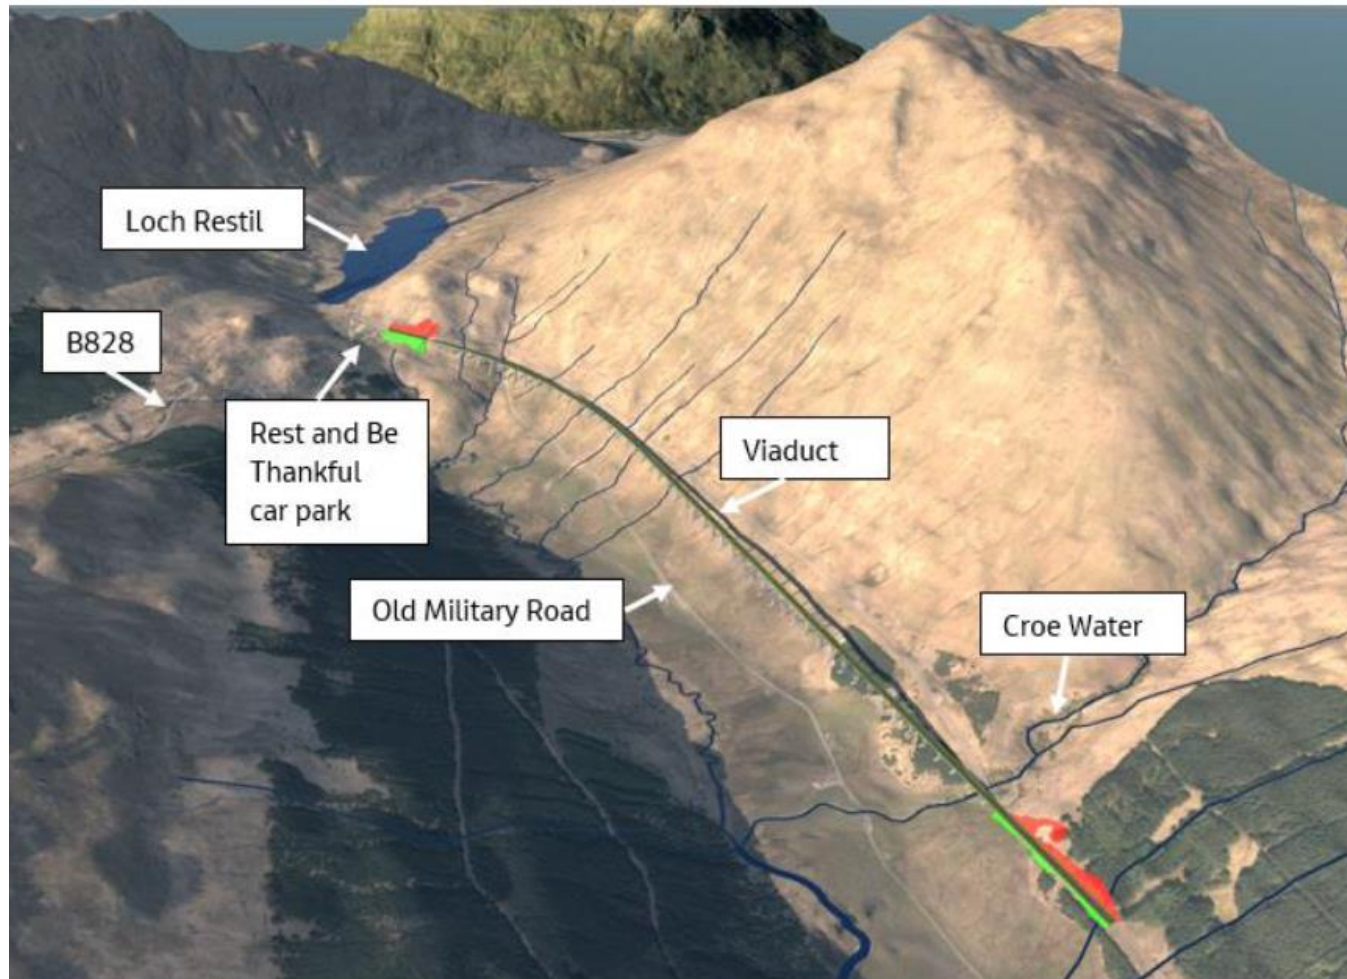 Loch Restil
B828
Rest and Be
Thankful
car park
Viaduct
Old Military Road
Croe Water